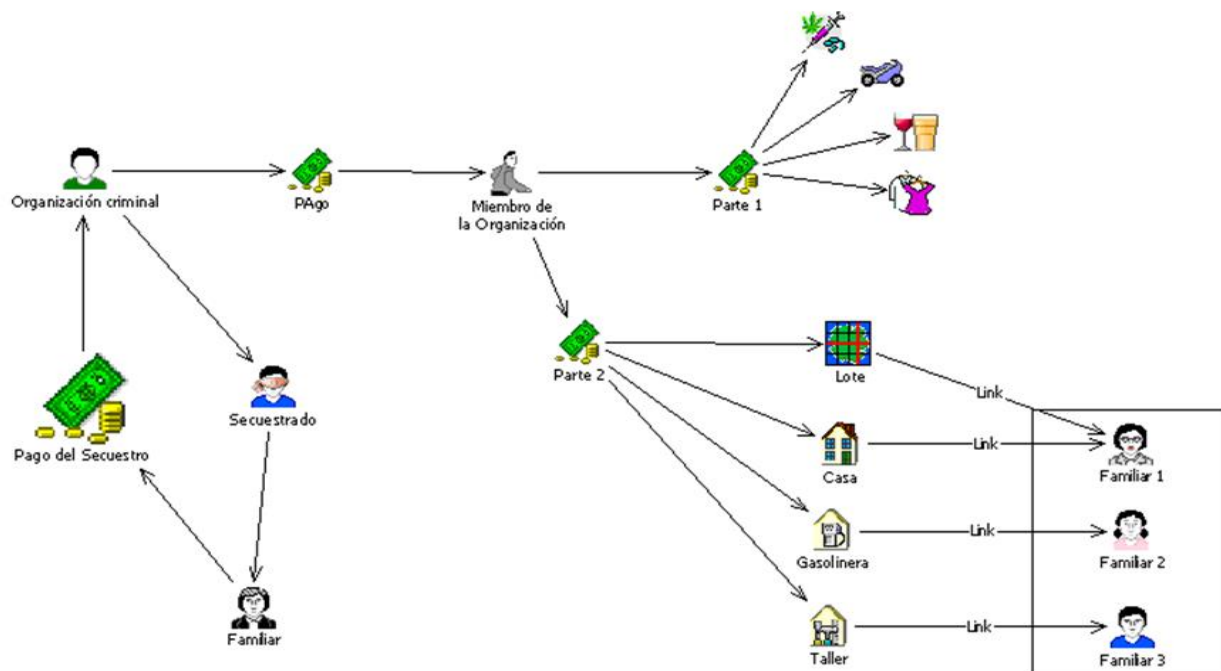 Organización criminal
PAgo
Miembro de
la Organización
Parte 1
Parte 2
Lote
Link
Pago del Secuestro
Secuestrado
Casa
Link
Familiar 1
Gasolinera
Link
Familiar 2
Familiar
Taller
Link
Familiar 3